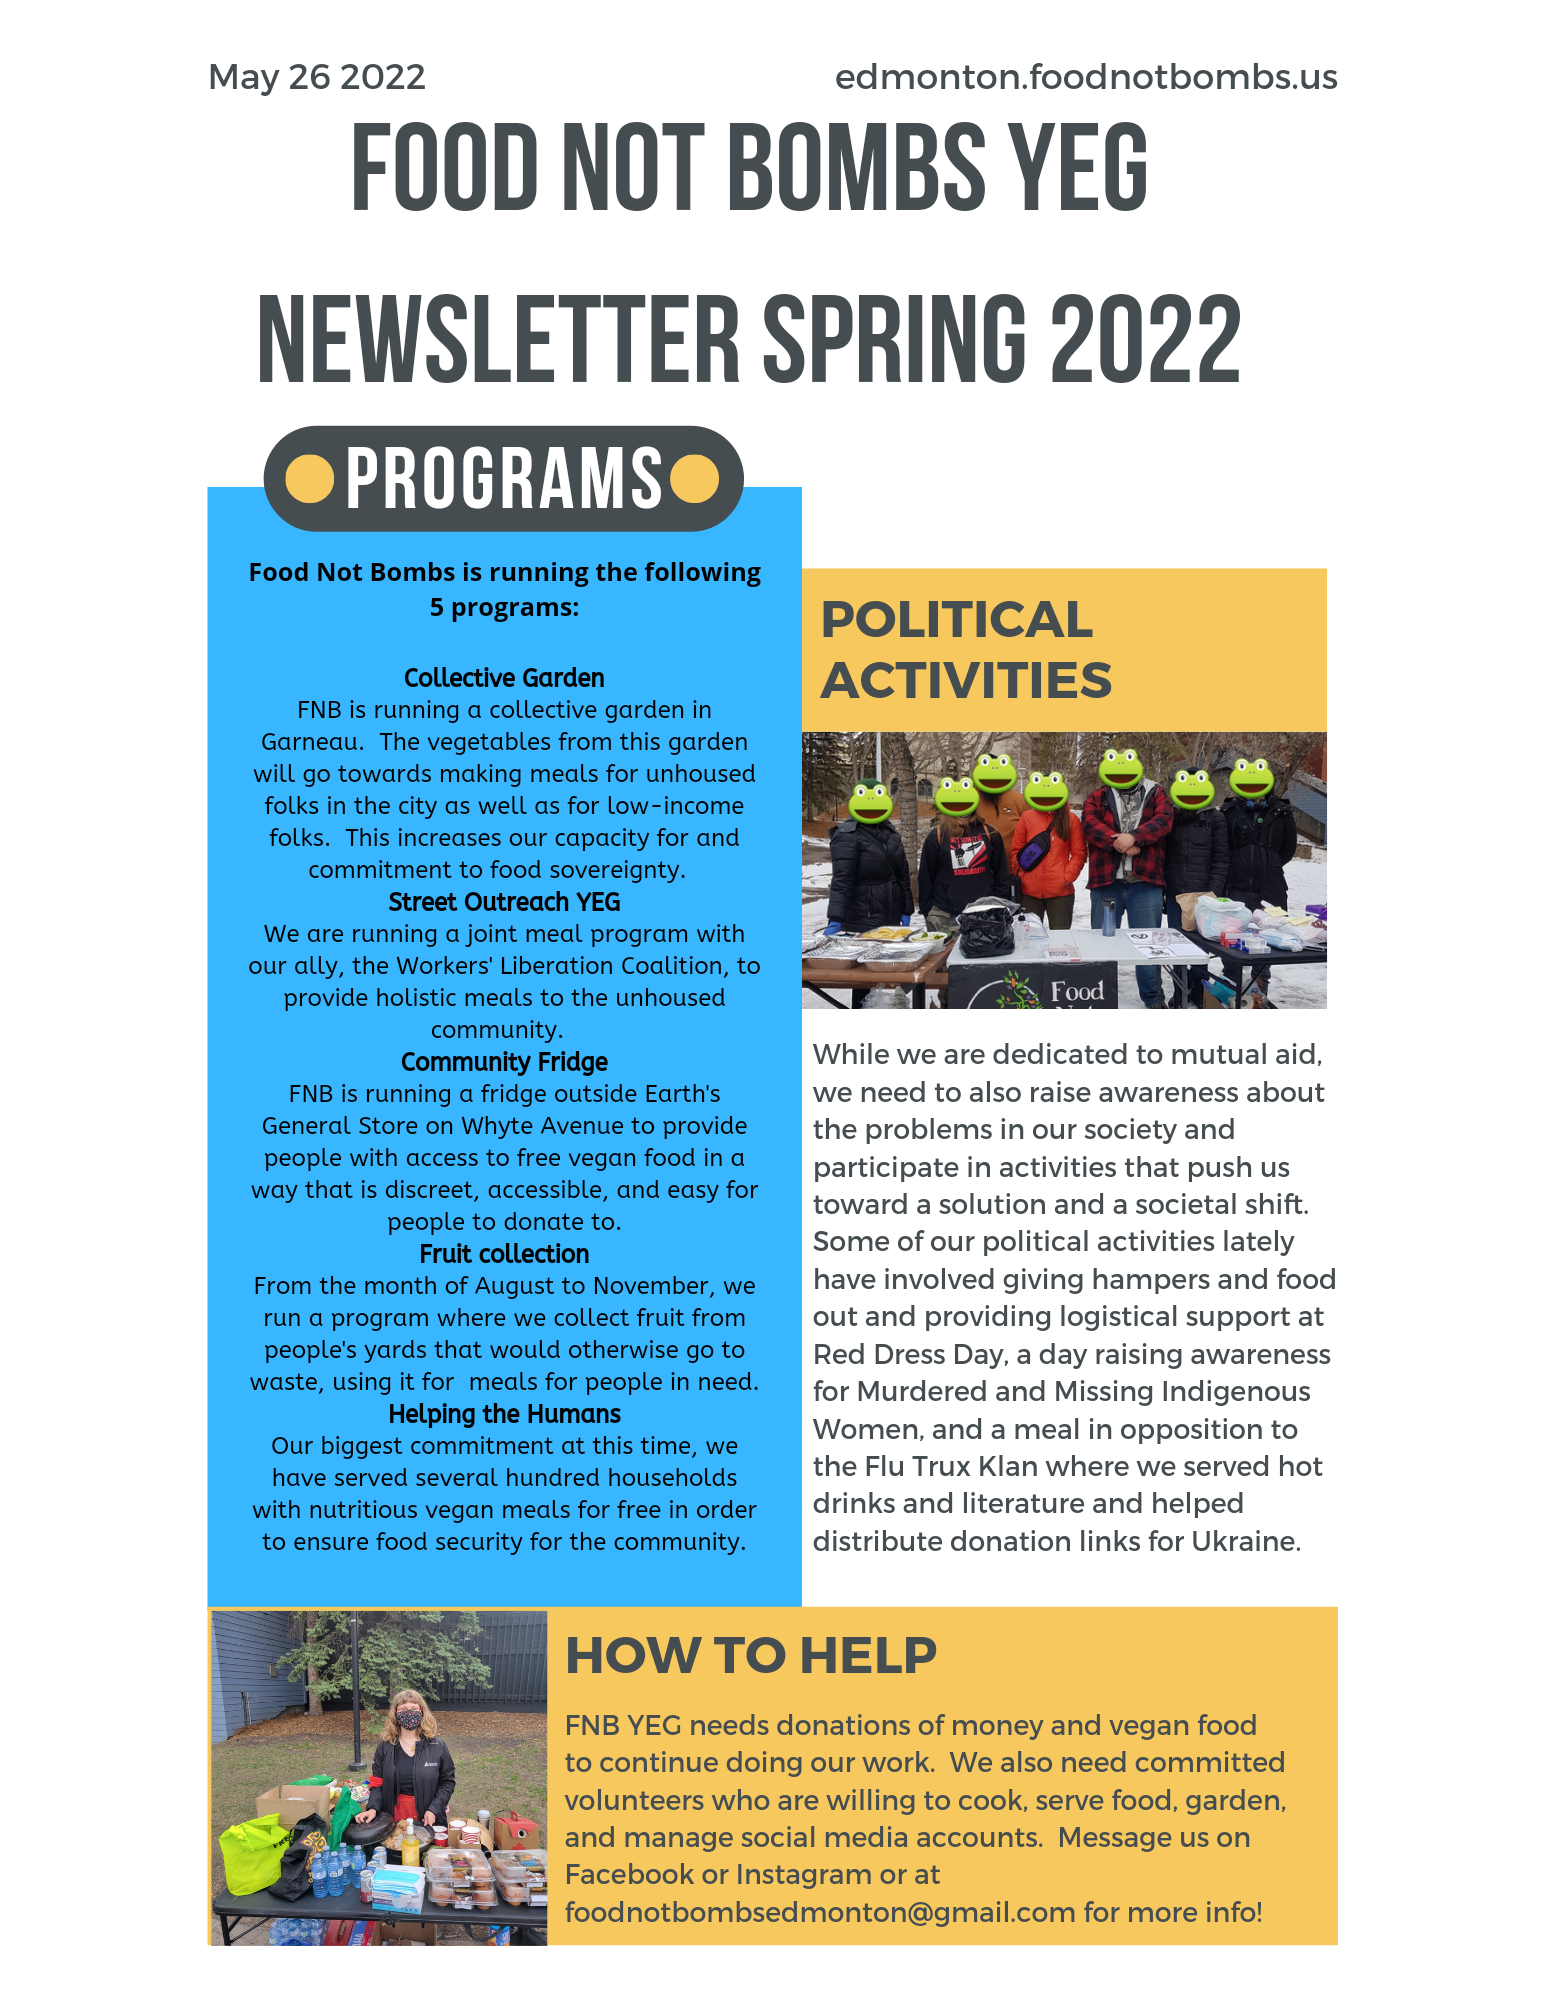 May 26 2022
edmonton.foodnotbombs.us
FOOD NOT BOMBS YEG
NEWSLETTER SPRING 2022
PROGRAMS
Food Not Bombs is running the following
5 programs:
Collective Garden
FNB is running a collective garden in
Garneau.  The vegetables from this garden
will go towards making meals for unhoused
folks in the city as well as for low-income
folks.  This increases our capacity for and
commitment to food sovereignty.
Street Outreach YEG
We are running a joint meal program with
our ally, the Workers' Liberation Coalition, to
provide holistic meals to the unhoused
community.
Community Fridge
FNB is running a fridge outside Earth's
General Store on Whyte Avenue to provide
people with access to free vegan food in a
way that is discreet, accessible, and easy for
people to donate to.
Fruit collection
From the month of August to November, we
run a program where we collect fruit from
people's yards that would otherwise go to
waste, using it for  meals for people in need.
Helping the Humans
Our biggest commitment at this time, we
have served several hundred households
with nutritious vegan meals for free in order
to ensure food security for the community.
POLITICAL
ACTIVITIES
SOLIDARITY
Food
While we are dedicated to mutual aid,
we need to also raise awareness about
the problems in our society and
participate in activities that push us
toward a solution and a societal shift.
Some of our political activities lately
have involved giving hampers and food
out and providing logistical support at
Red Dress Day, a day raising awareness
for Murdered and Missing Indigenous
Women, and a meal in opposition to
the Flu Trux Klan where we served hot
drinks and literature and helped
distribute donation links for Ukraine.
HOW TO HELP
FNB YEG needs donations of money and vegan food
to continue doing our work.  We also need committed
volunteers who are willing to cook, serve food, garden,
and manage social media accounts.  Message us on
Facebook or Instagram or at
foodnotbombsedmonton@gmail.com for more info!